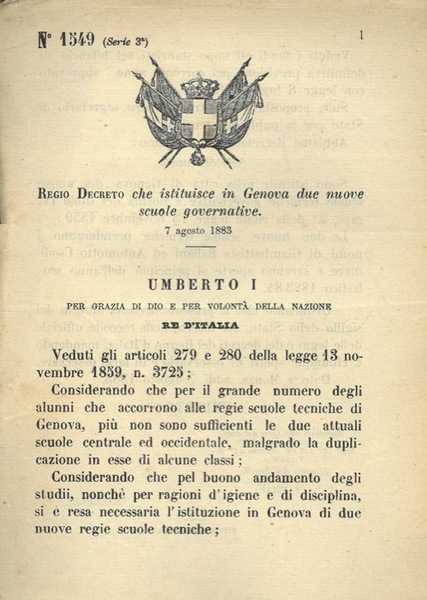 N° 1549 (Serie 3ª) 1
REGIO DECRETO che istituisce in Genova due nuove
scuole governative.
7 agosto 1883
UMBERTO I
PER GRAZIA DI DIO E PER VOLONTÀ DELLA NAZIONE
RE D'ITALIA
Veduti gli articoli 279 e 280 della legge 13 no-
vembre 1859, n. 3725;
Considerando che per il grande numero degli
alunni che accorrono alle regie scuole tecniche di
Genova, più non sono sufficienti le due attuali
scuole centrale ed occidentale, malgrado la dupli-
cazione in esse di alcune classi;
Considerando che pel buono andamento degli
studii, nonchè per ragioni d'igiene e di disciplina,
si è resa necessaria l'istituzione in Genova di due
nuove regie scuole tecniche;